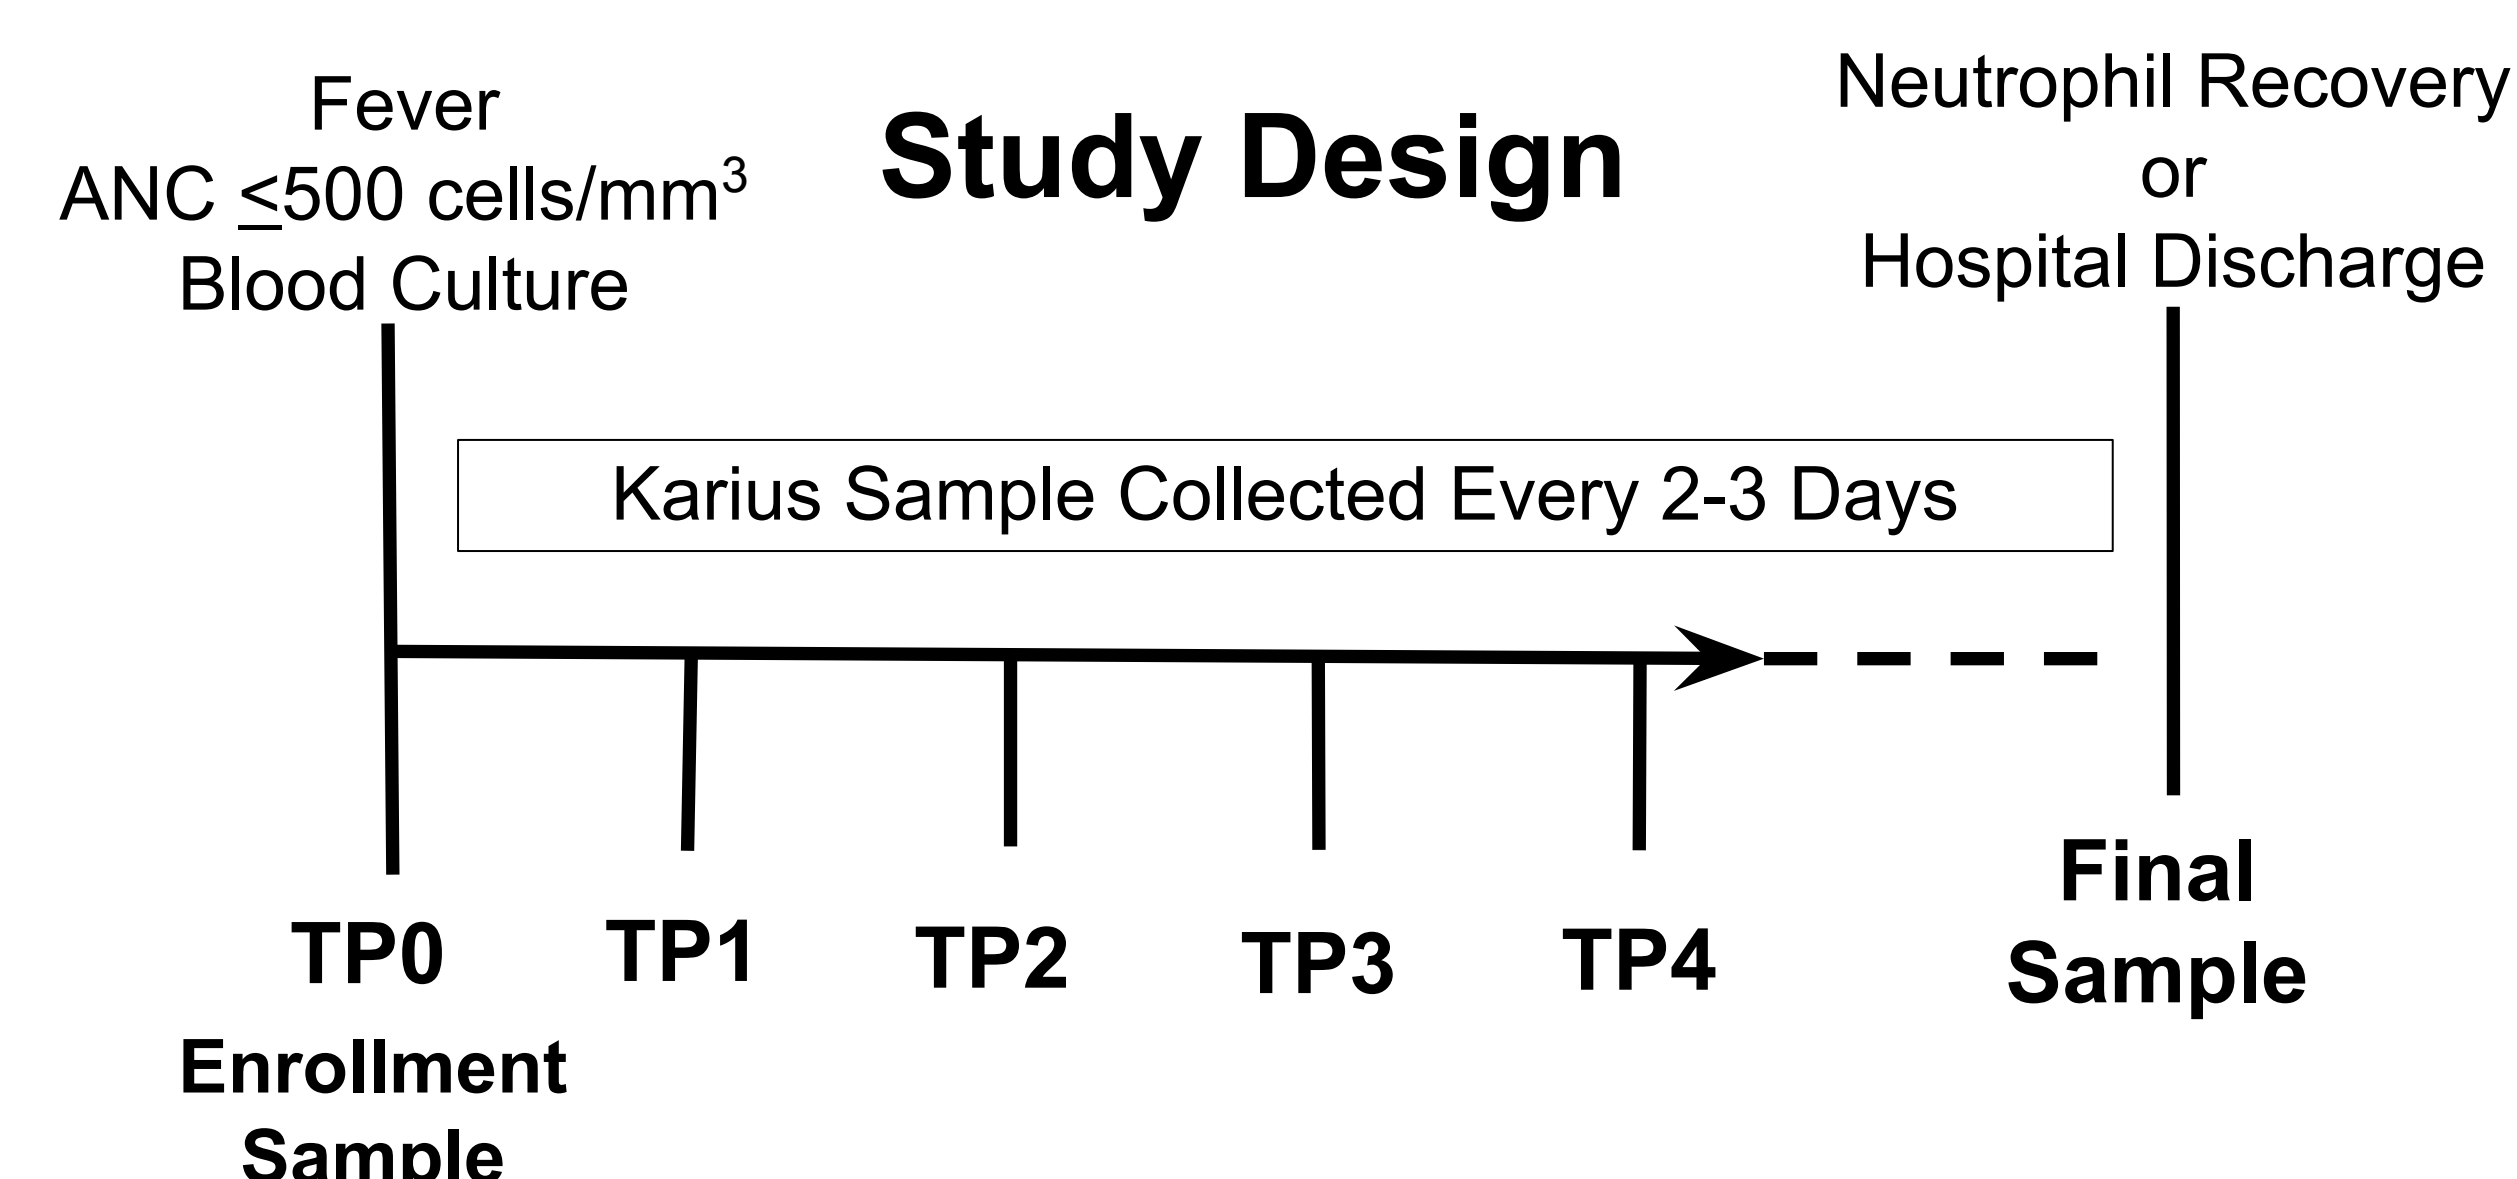 Study Design
Fever
ANC ≤500 cells/mm³
Blood Culture
Neutrophil Recovery
or
Hospital Discharge
Karius Sample Collected Every 2-3 Days
TP0
Enrollment
Sample
TP1
TP2
TP3
TP4
Final
Sample